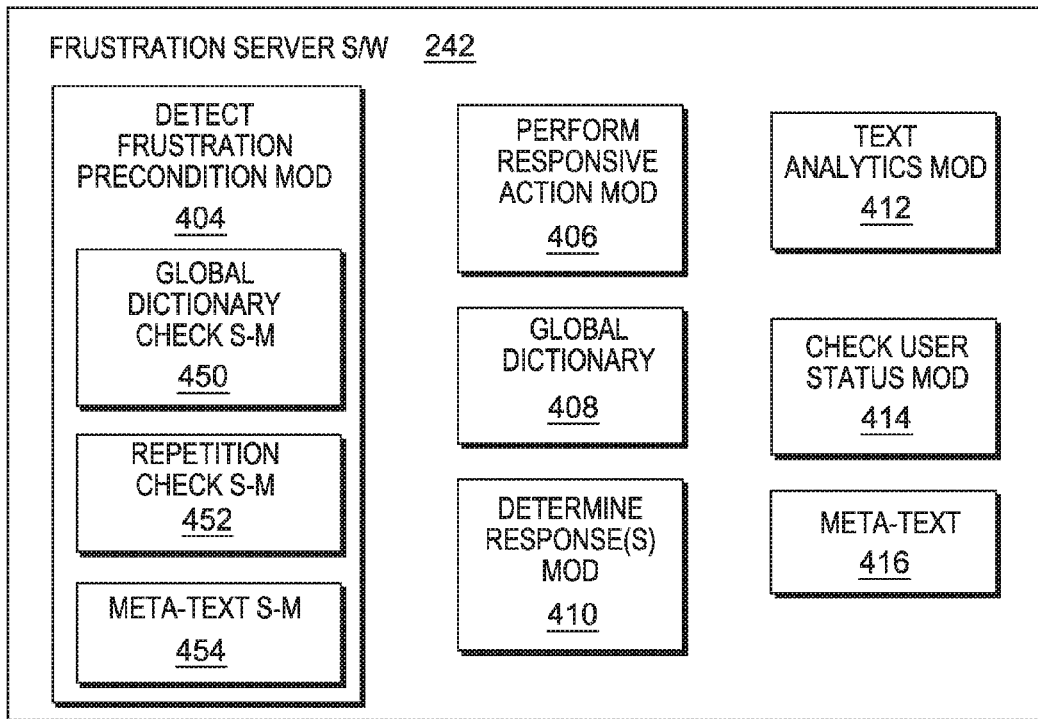 FRUSTRATION SERVER S/W 242
DETECT
FRUSTRATION
PRECONDITION MOD
404
GLOBAL
DICTIONARY
CHECK S-M
450
REPETITION
CHECK S-M
452
META-TEXT S-M
454
PERFORM
RESPONSIVE
ACTION MOD
406
GLOBAL
DICTIONARY
408
DETERMINE
RESPONSE(S)
MOD
410
TEXT
ANALYTICS MOD
412
CHECK USER
STATUS MOD
414
META-TEXT
416